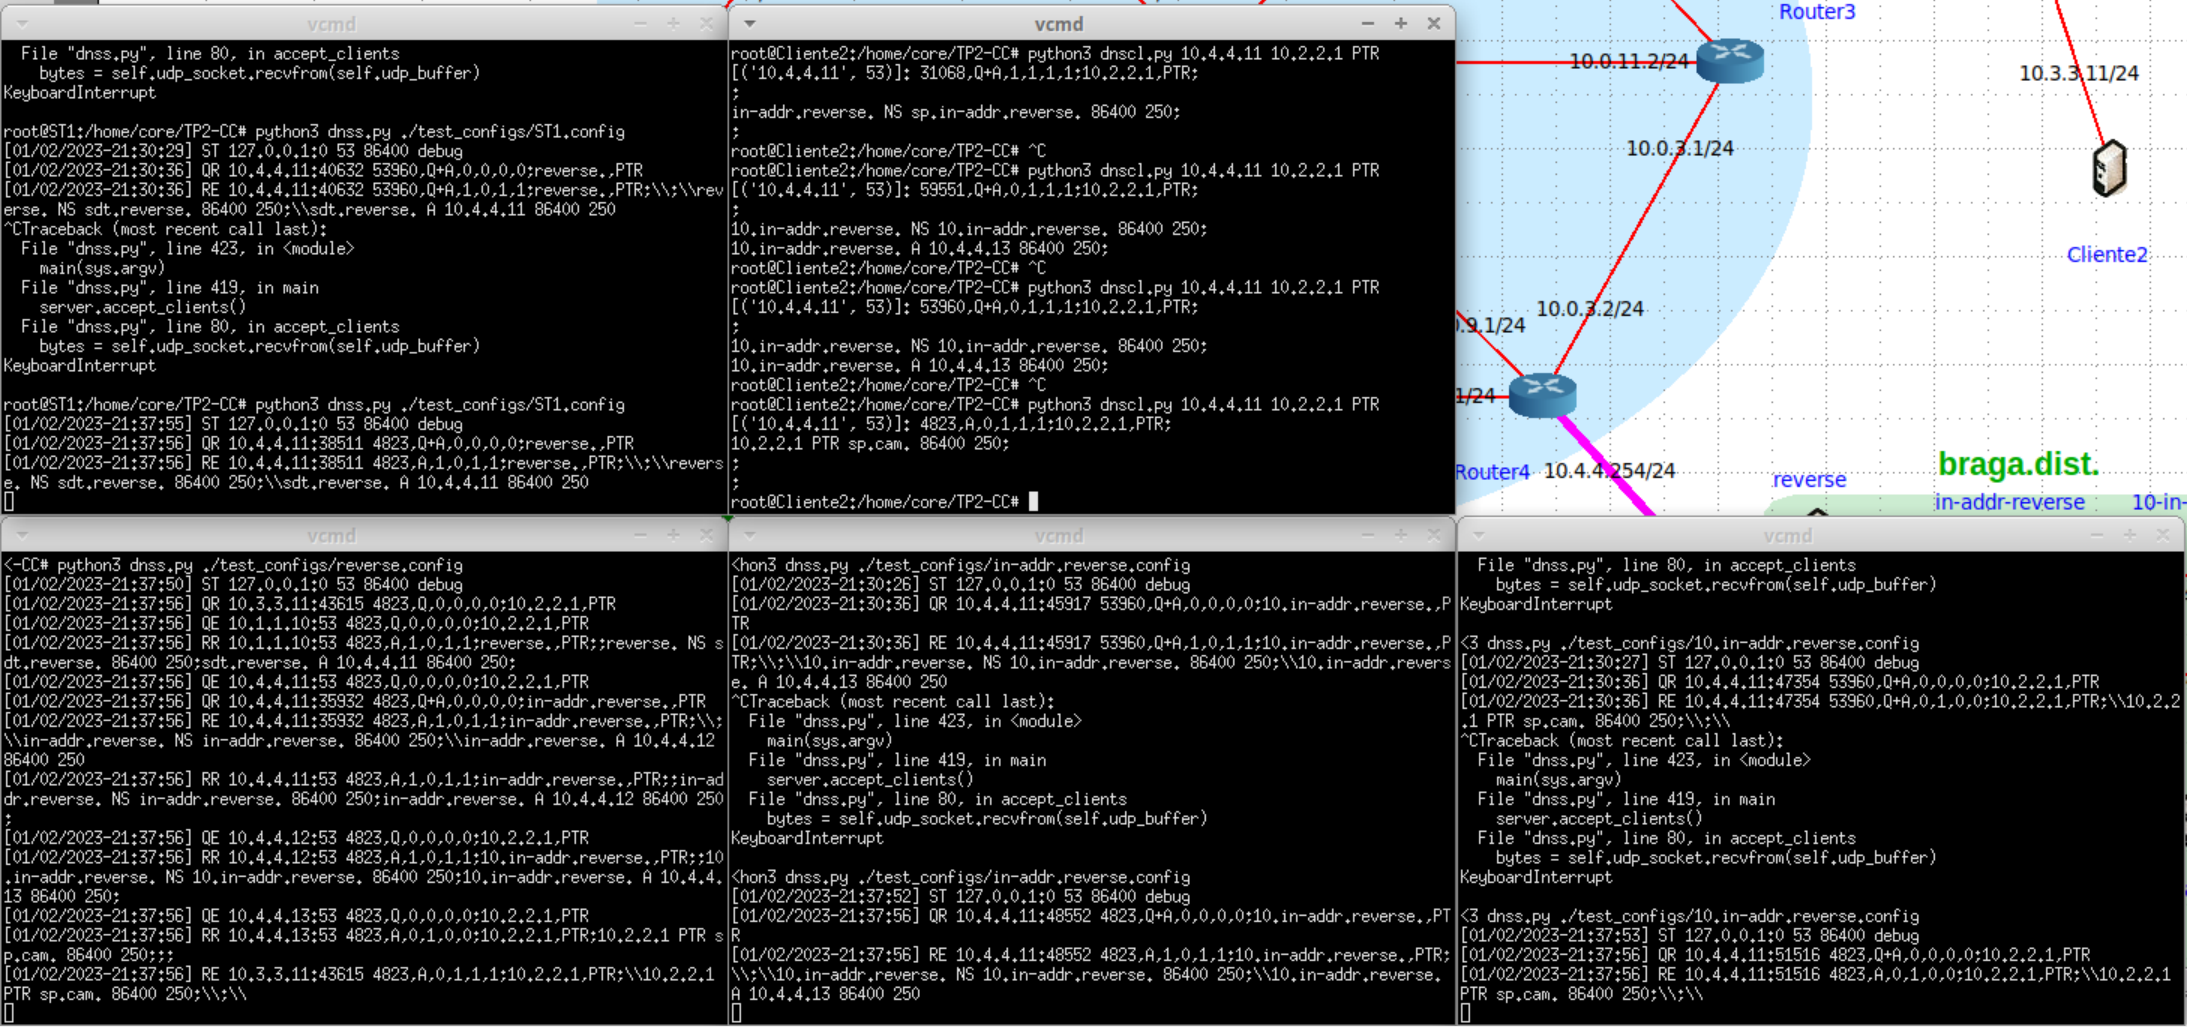 vcmd
File "dnss.py", line 80, in accept_clients
bytes = self.udp_socket.recvfrom(self.udp_buffer)
KeyboardInterrupt
root@ST1:/home/core/TP2-CC# python3 dnss.py ./test_configs/ST1.config
[01/02/2023-21:30:29] ST 127.0.0.1:0 53 86400 debug
[01/02/2023-21:30:36] QR 10.4.4.11:40632 53960,Q+A,0,0,0,0;reverse.,PTR
[01/02/2023-21:30:36] RE 10.4.4.11:40632 53960,Q+A,1,0,1,1;reverse.,PTR;\\;\\rev
erse. NS sdt.reverse. 86400 250;\\sdt.reverse. A 10.4.4.11 86400 250
^CTraceback (most recent call last):
File "dnss.py", line 423, in <module>
main(sys.argv)
File "dnss.py", line 419, in main
server.accept_clients()
File "dnss.py", line 80, in accept_clients
bytes = self.udp_socket.recvfrom(self.udp_buffer)
KeyboardInterrupt
root@ST1:/home/core/TP2-CC# python3 dnss.py ./test_configs/ST1.config
[01/02/2023-21:37:55] ST 127.0.0.1:0 53 86400 debug
[01/02/2023-21:37:56] QR 10.4.4.11:38511 4823,Q+A,0,0,0,0;reverse.,PTR
[01/02/2023-21:37:56] RE 10.4.4.11:38511 4823,A,1,0,1,1;reverse.,PTR;\\;\\revers
e. NS sdt.reverse. 86400 250;\\sdt.reverse. A 10.4.4.11 86400 250
vcmd
root@Cliente2:/home/core/TP2-CC# python3 dnscl.py 10.4.4.11 10.2.2.1 PTR
[('10.4.4.11', 53)]: 31068,Q+A,1,1,1,1;10.2.2.1,PTR;
;
in-addr.reverse. NS sp.in-addr.reverse. 86400 250;
;
root@Cliente2:/home/core/TP2-CC# ^C
root@Cliente2:/home/core/TP2-CC# python3 dnscl.py 10.4.4.11 10.2.2.1 PTR
[('10.4.4.11', 53)]: 59551,Q+A,0,1,1,1;10.2.2.1,PTR;
;
10.in-addr.reverse. NS 10.in-addr.reverse. 86400 250;
10.in-addr.reverse. A 10.4.4.13 86400 250;
root@Cliente2:/home/core/TP2-CC# ^C
root@Cliente2:/home/core/TP2-CC# python3 dnscl.py 10.4.4.11 10.2.2.1 PTR
[('10.4.4.11', 53)]: 53960,Q+A,0,1,1,1;10.2.2.1,PTR;
;
10.in-addr.reverse. NS 10.in-addr.reverse. 86400 250;
10.in-addr.reverse. A 10.4.4.13 86400 250;
root@Cliente2:/home/core/TP2-CC# ^C
root@Cliente2:/home/core/TP2-CC# python3 dnscl.py 10.4.4.11 10.2.2.1 PTR
[('10.4.4.11', 53)]: 4823,A,0,1,1,1;10.2.2.1,PTR;
10.2.2.1 PTR sp.cam. 86400 250;
;
;
root@Cliente2:/home/core/TP2-CC#
Router3
10.0.11.2/24
10.3.3.11/24
10.0.3.1/24
Cliente2
10.0.3.2/24
0.9.1/24
1/24
Router4
10.4.4.254/24
braga.dist.
reverse
in-addr-reverse
10-in-
vcmd
<-CC# python3 dnss.py ./test_configs/reverse.config
[01/02/2023-21:37:50] ST 127.0.0.1:0 53 86400 debug
[01/02/2023-21:37:56] QR 10.3.3.11:43615 4823,Q,0,0,0,0;10.2.2.1,PTR
[01/02/2023-21:37:56] QE 10.1.1.10:53 4823,Q,0,0,0,0;10.2.2.1,PTR
[01/02/2023-21:37:56] RR 10.1.1.10:53 4823,A,1,0,1,1;reverse.,PTR;;reverse. NS s
dt.reverse. 86400 250;sdt.reverse. A 10.4.4.11 86400 250;
[01/02/2023-21:37:56] QE 10.4.4.11:53 4823,Q,0,0,0,0;10.2.2.1,PTR
[01/02/2023-21:37:56] QR 10.4.4.11:35932 4823,Q+A,0,0,0,0;in-addr.reverse.,PTR
[01/02/2023-21:37:56] RE 10.4.4.11:35932 4823,A,1,0,1,1;in-addr.reverse.,PTR;\\;
\\in-addr.reverse. NS in-addr.reverse. 86400 250;\\in-addr.reverse. A 10.4.4.12
86400 250
[01/02/2023-21:37:56] RR 10.4.4.11:53 4823,A,1,0,1,1;in-addr.reverse.,PTR;;in-ad
dr.reverse. NS in-addr.reverse. 86400 250;in-addr.reverse. A 10.4.4.12 86400 250
;
[01/02/2023-21:37:56] QE 10.4.4.12:53 4823,Q,0,0,0,0;10.2.2.1,PTR
[01/02/2023-21:37:56] RR 10.4.4.12:53 4823,A,1,0,1,1;10.in-addr.reverse.,PTR;;10
.in-addr.reverse. NS 10.in-addr.reverse. 86400 250;10.in-addr.reverse. A 10.4.4.
13 86400 250;
[01/02/2023-21:37:56] QE 10.4.4.13:53 4823,Q,0,0,0,0;10.2.2.1,PTR
[01/02/2023-21:37:56] RR 10.4.4.13:53 4823,A,0,1,0,0;10.2.2.1,PTR;10.2.2.1 PTR s
p.cam. 86400 250;;;
[01/02/2023-21:37:56] RE 10.3.3.11:43615 4823,A,0,1,1,1;10.2.2.1,PTR;\\10.2.2.1
PTR sp.cam. 86400 250;\\;\\
vcmd
<hon3 dnss.py ./test_configs/in-addr.reverse.config
[01/02/2023-21:30:26] ST 127.0.0.1:0 53 86400 debug
[01/02/2023-21:30:36] QR 10.4.4.11:45917 53960,Q+A,0,0,0,0;10.in-addr.reverse.,P
TR
[01/02/2023-21:30:36] RE 10.4.4.11:45917 53960,Q+A,1,0,1,1;10.in-addr.reverse.,P
TR;\\;\\10.in-addr.reverse. NS 10.in-addr.reverse. 86400 250;\\10.in-addr.revers
e. A 10.4.4.13 86400 250
^CTraceback (most recent call last):
File "dnss.py", line 423, in <module>
main(sys.argv)
File "dnss.py", line 419, in main
server.accept_clients()
File "dnss.py", line 80, in accept_clients
bytes = self.udp_socket.recvfrom(self.udp_buffer)
KeyboardInterrupt
<hon3 dnss.py ./test_configs/in-addr.reverse.config
[01/02/2023-21:37:52] ST 127.0.0.1:0 53 86400 debug
[01/02/2023-21:37:56] QR 10.4.4.11:48552 4823,Q+A,0,0,0,0;10.in-addr.reverse.,PT
R
[01/02/2023-21:37:56] RE 10.4.4.11:48552 4823,A,1,0,1,1;10.in-addr.reverse.,PTR;
\\;\\10.in-addr.reverse. NS 10.in-addr.reverse. 86400 250;\\10.in-addr.reverse.
A 10.4.4.13 86400 250
vcmd
File "dnss.py", line 80, in accept_clients
bytes = self.udp_socket.recvfrom(self.udp_buffer)
KeyboardInterrupt
<3 dnss.py ./test_configs/10.in-addr.reverse.config
[01/02/2023-21:30:27] ST 127.0.0.1:0 53 86400 debug
[01/02/2023-21:30:36] QR 10.4.4.11:47354 53960,Q+A,0,0,0,0;10.2.2.1,PTR
[01/02/2023-21:30:36] RE 10.4.4.11:47354 53960,Q+A,0,1,0,0;10.2.2.1,PTR;\\10.2.2
.1 PTR sp.cam. 86400 250;\\;\\
^CTraceback (most recent call last):
File "dnss.py", line 423, in <module>
main(sys.argv)
File "dnss.py", line 419, in main
server.accept_clients()
File "dnss.py", line 80, in accept_clients
bytes = self.udp_socket.recvfrom(self.udp_buffer)
KeyboardInterrupt
<3 dnss.py ./test_configs/10.in-addr.reverse.config
[01/02/2023-21:37:53] ST 127.0.0.1:0 53 86400 debug
[01/02/2023-21:37:56] QR 10.4.4.11:51516 4823,Q+A,0,0,0,0;10.2.2.1,PTR
[01/02/2023-21:37:56] RE 10.4.4.11:51516 4823,A,0,1,0,0;10.2.2.1,PTR;\\10.2.2.1
PTR sp.cam. 86400 250;\\;\\